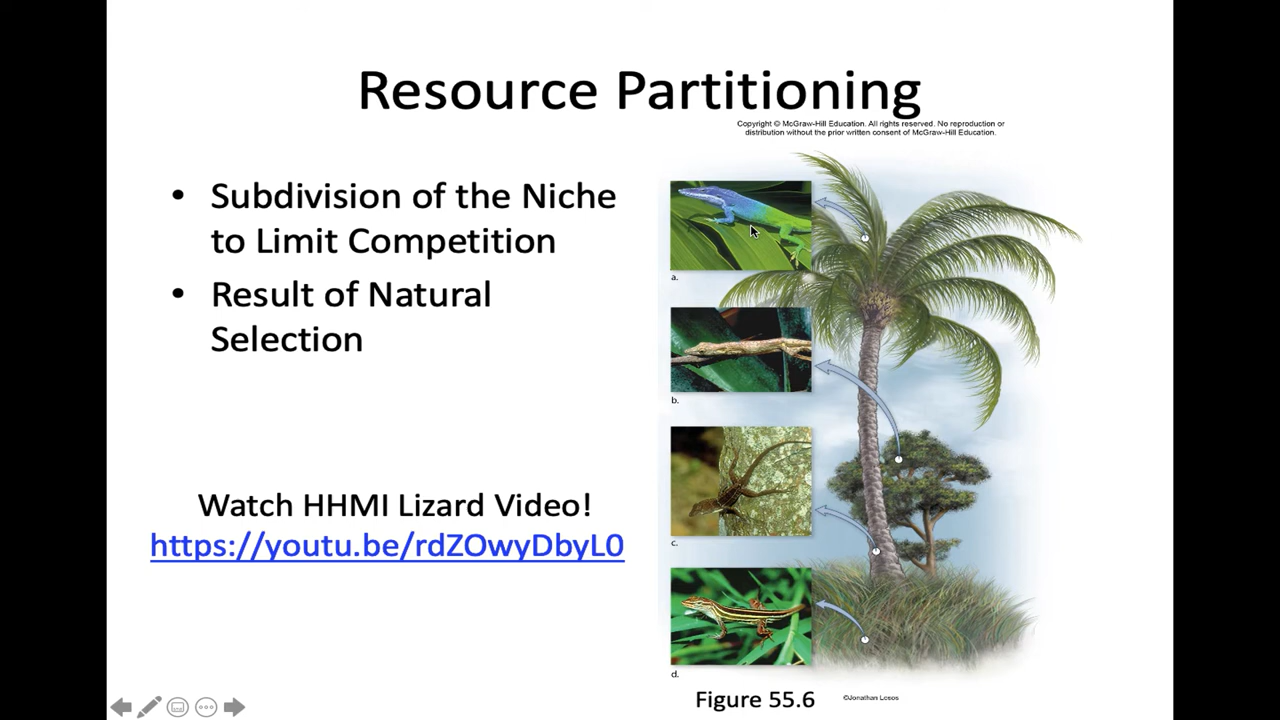 Resource Partitioning
Copyright © McGraw-Hill Education. All rights reserved. No reproduction or
distribution without the prior written consent of McGraw-Hill Education.
• Subdivision of the Niche
to Limit Competition
• Result of Natural
Selection
Watch HHMI Lizard Video!
https://youtu.be/rdZOwyDbyL0
a.
b.
c.
d.
Figure 55.6
©Jonathan Losos